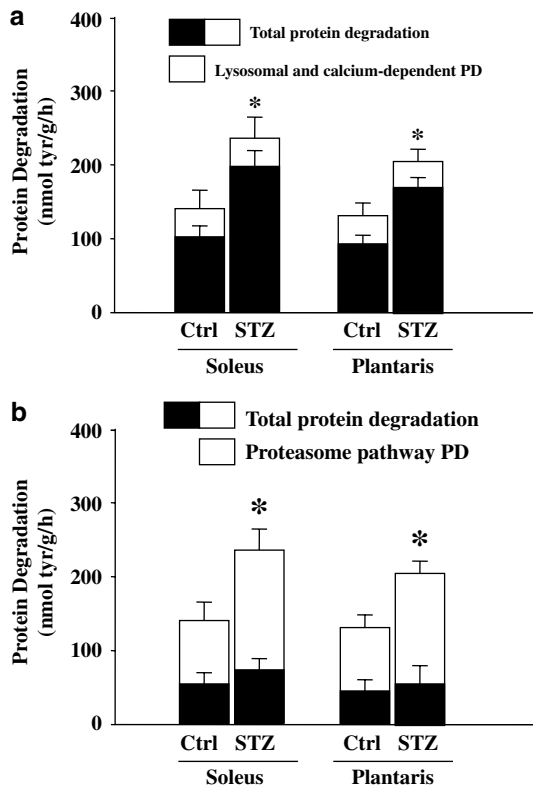 a
400
300
200
100
0
Protein Degradation
(nmol tyr/g/h)
Total protein degradation
Lysosomal and calcium-dependent PD
*
*
Ctrl STZ Ctrl STZ
Soleus Plantaris
b
400
300
200
100
0
Protein Degradation
(nmol tyr/g/h)
Total protein degradation
Proteasome pathway PD
*
*
Ctrl STZ Ctrl STZ
Soleus Plantaris